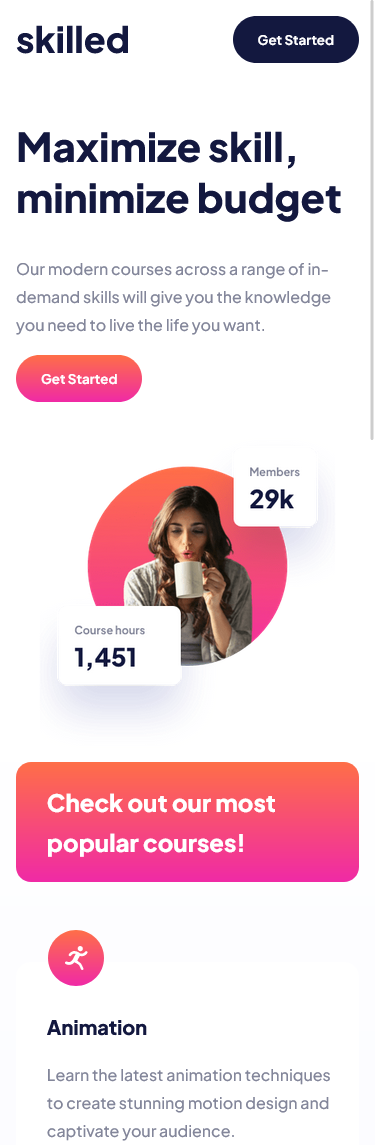 skilled
Get Started
Maximize skill,
minimize budget
Our modern courses across a range of in-
demand skills will give you the knowledge
you need to live the life you want.
Get Started
Members
29k
Course hours
1,451
Check out our most
popular courses!
Animation
Learn the latest animation techniques
to create stunning motion design and
captivate your audience.